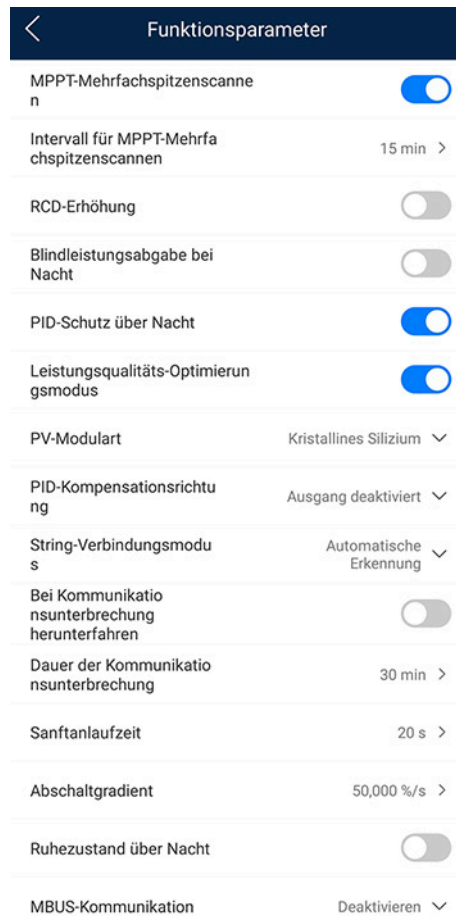 Funktionsparameter
MPPT-Mehrfachspitzenscanne
n
Intervall für MPPT-Mehrfa
chspitzenscannen
15 min
RCD-Erhöhung
Blindleistungsabgabe bei
Nacht
PID-Schutz über Nacht
Leistungsqualitäts-Optimierun
gsmodus
PV-Modulart
Kristallines Silizium
PID-Kompensationsrichtu
ng
Ausgang deaktiviert
String-Verbindungsmodu
s
Automatische
Erkennung
Bei Kommunikatio
nsunterbrechung
herunterfahren
Dauer der Kommunikatio
nsunterbrechung
30 min
Sanftanlaufzeit
20 s
Abschaltgradient
50,000 %/s
Ruhezustand über Nacht
MBUS-Kommunikation
Deaktivieren